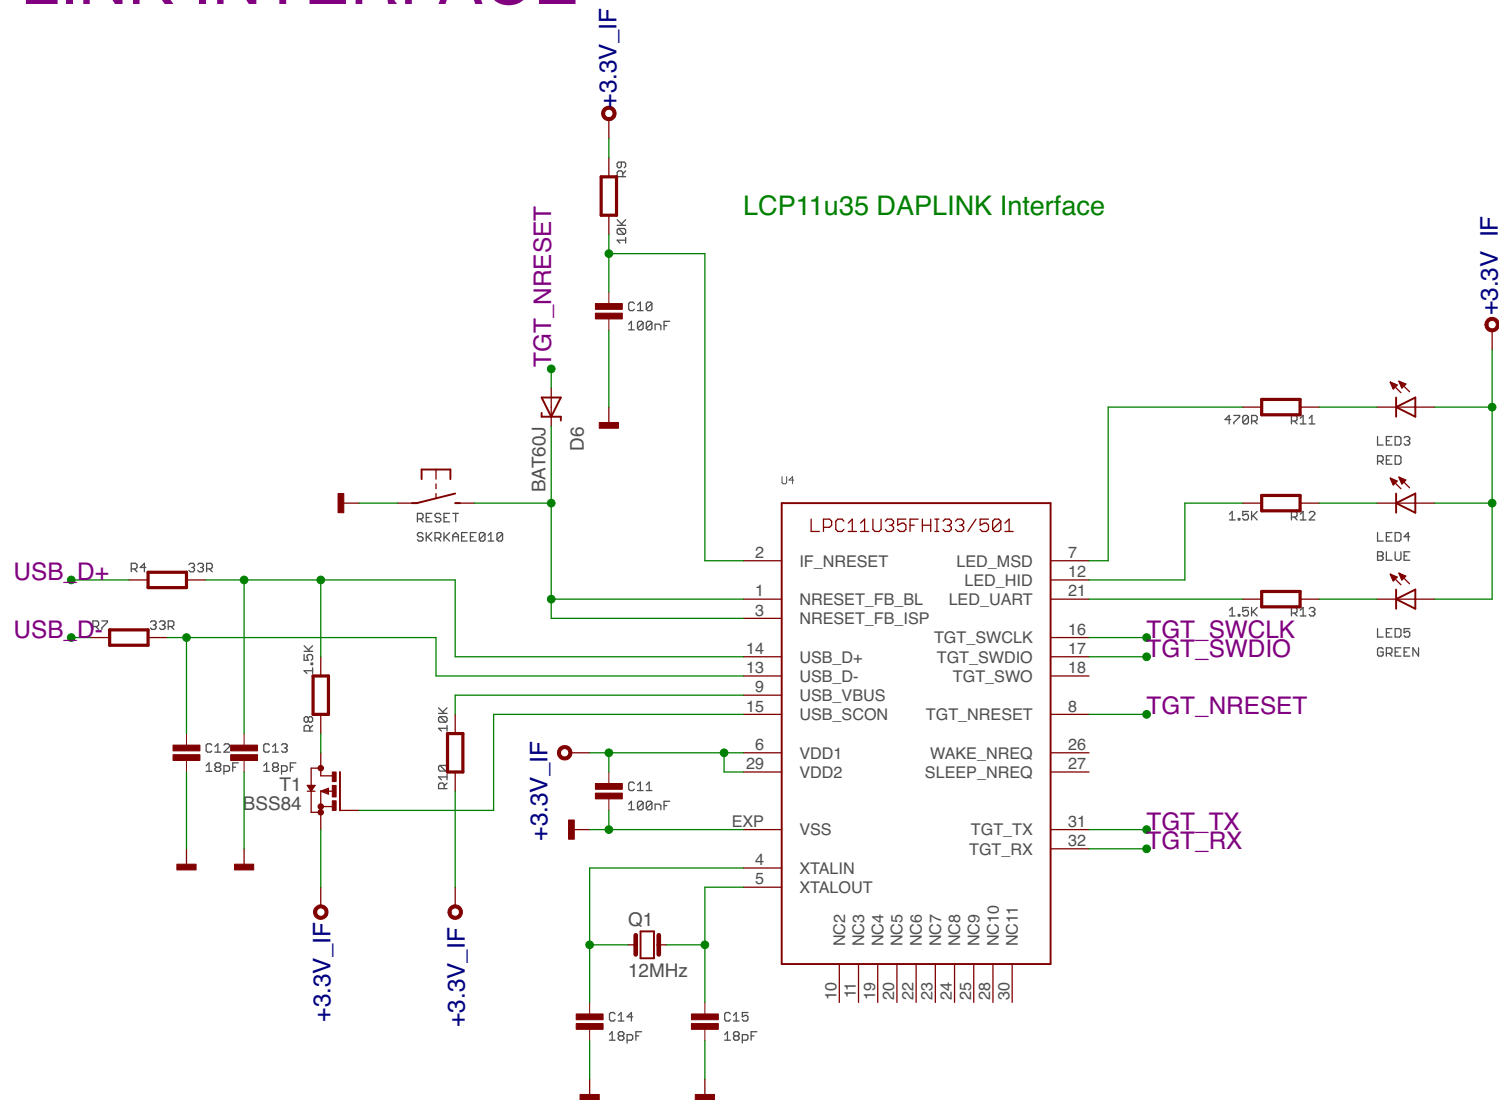 LINK INTERFACE
+3.3V_IF
R9
10K
LCP11u35 DAPLINK Interface
TGT_NRESET
C10
100nF
+3.3V IF
BAT60J
D6
470R
R11
LED3
RED
RESET
SKRKAEE010
U4
LPC11U35FHI33/501
1.5K
R12
LED4
BLUE
1.5K
R13
LED5
GREEN
USB_D+
R4
33R
USB_D-
R7
33R
2
IF_NRESET
1
NRESET_FB_BL
3
NRESET_FB_ISP
14
USB_D+
13
USB_D-
9
USB_VBUS
15
USB_SCON
6
VDD1
29
VDD2
EXP
VSS
4
XTALIN
5
XTALOUT
LED_MSD
7
LED_HID
12
LED_UART
21
TGT_SWCLK
16
TGT_SWCLK
TGT_SWDIO
17
TGT_SWDIO
TGT_SWO
18
TGT_NRESET
8
TGT_NRESET
WAKE_NREQ
26
SLEEP_NREQ
27
TGT_TX
31
TGT_TX
TGT_RX
32
TGT_RX
1.5K
R8
10K
R10
C12
18pF
C13
18pF
T1
BSS84
+3.3V_IF
C11
100nF
+3.3V_IF
+3.3V_IF
Q1
12MHz
C14
18pF
C15
18pF
NC2
NC3
NC4
NC5
NC6
NC7
NC8
NC9
NC10
NC11
10
11
19
20
22
23
24
25
28
30